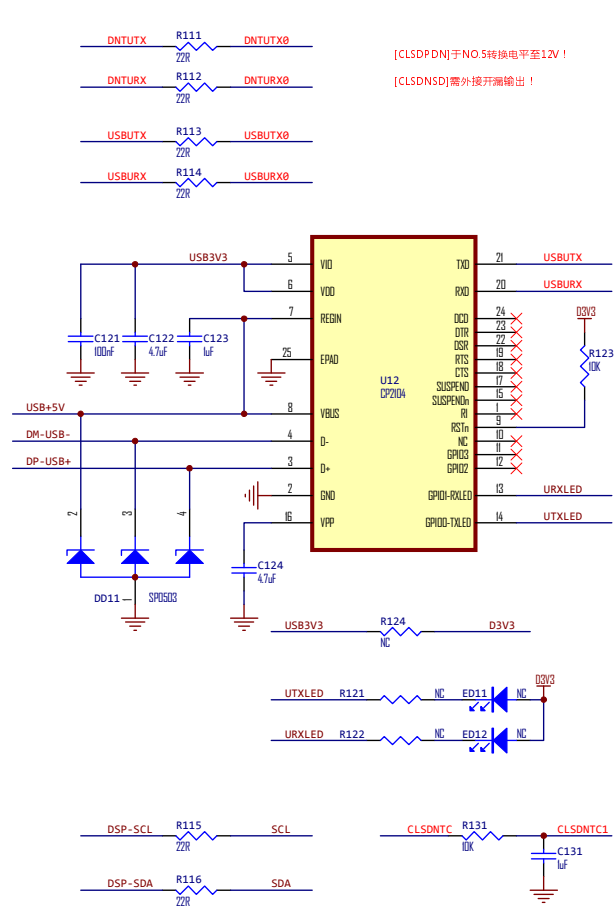 DNTUTX R111 DNTUTX0
22R
[CLSDPDN]于NO.5转换电平至12V！
DNTURX R112 DNTURX0
22R
[CLSDNSD]需外接开漏输出！
USBUTX R113 USBUTX0
22R
USBURX R114 USBURX0
22R
USB3V3 5 VIO TXD 21 USBUTX
6 VDD RXD 20 USBURX
7 REGIN DCD 24 D3V3
DTR 23
C121 C122 C123 DSR 22
100nF 4.7uF 1uF
25 EPAD RTS 19 R123
CTS 18 10K
U12 SUSPEND 17
CP2104 SUSPENDn 15
USB+5V 8 VBUS RI 1
RSTn 9
DM-USB- 4 D- NC 10
GPIO3 11
DP-USB+ 3 D+ GPIO2 12
2 GND GPIO1-RXLED 13 URXLED
2 3 4 16 VPP GPIO0-TXLED 14 UTXLED
C124
4.7uF
DD11 SP0503
USB3V3 R124 D3V3
NC
D3V3
UTXLED R121 NC ED11 NC
URXLED R122 NC ED12 NC
DSP-SCL R115 SCL
22R
CLSDNTC R131 CLSDNTC1
10K
C131
1uF
DSP-SDA R116 SDA
22R